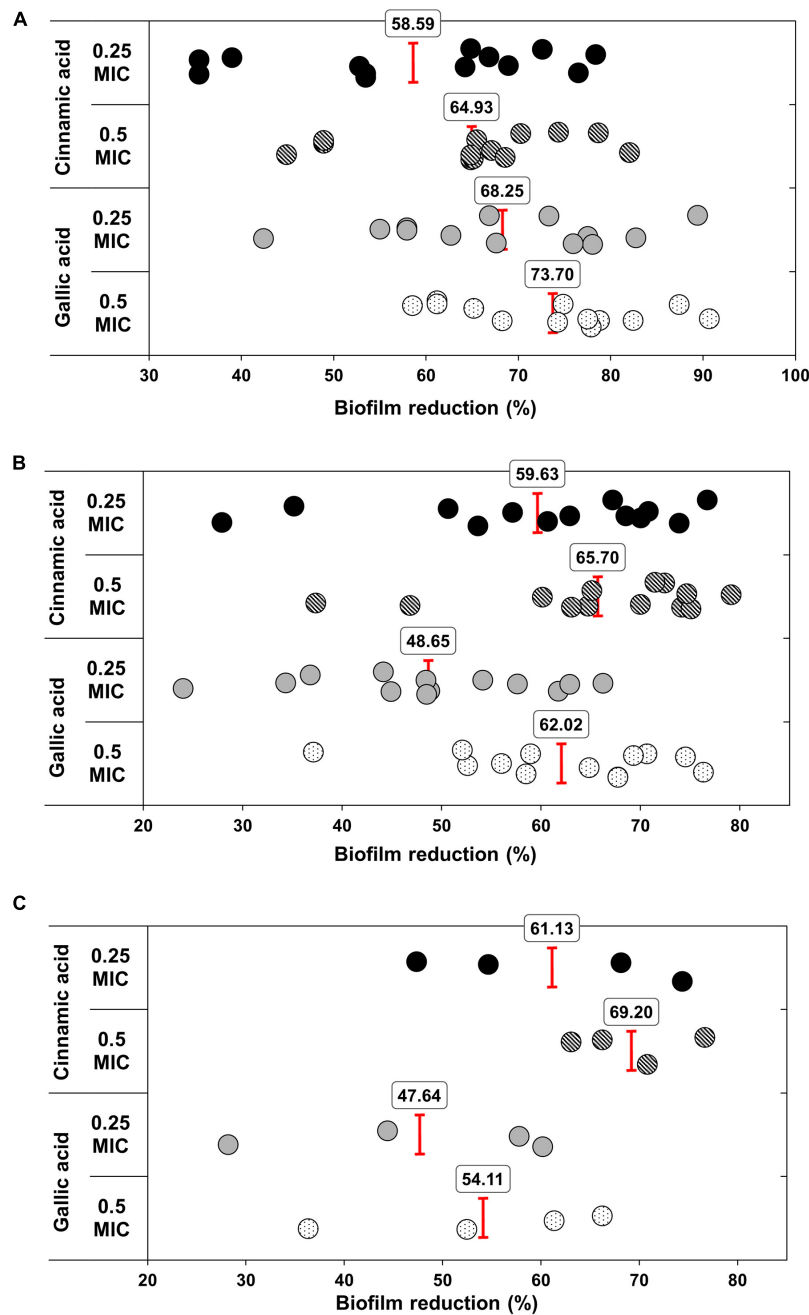 A
Cinnamic acid
0.25
MIC
58.59
0.5
MIC
64.93
Gallic acid
0.25
MIC
68.25
0.5
MIC
73.70
30 40 50 60 70 80 90 100
Biofilm reduction (%)
B
Cinnamic acid
0.25
MIC
59.63
0.5
MIC
65.70
Gallic acid
0.25
MIC
48.65
0.5
MIC
62.02
20 30 40 50 60 70 80
Biofilm reduction (%)
C
Cinnamic acid
0.25
MIC
61.13
0.5
MIC
69.20
Gallic acid
0.25
MIC
47.64
0.5
MIC
54.11
20 30 40 50 60 70 80
Biofilm reduction (%)